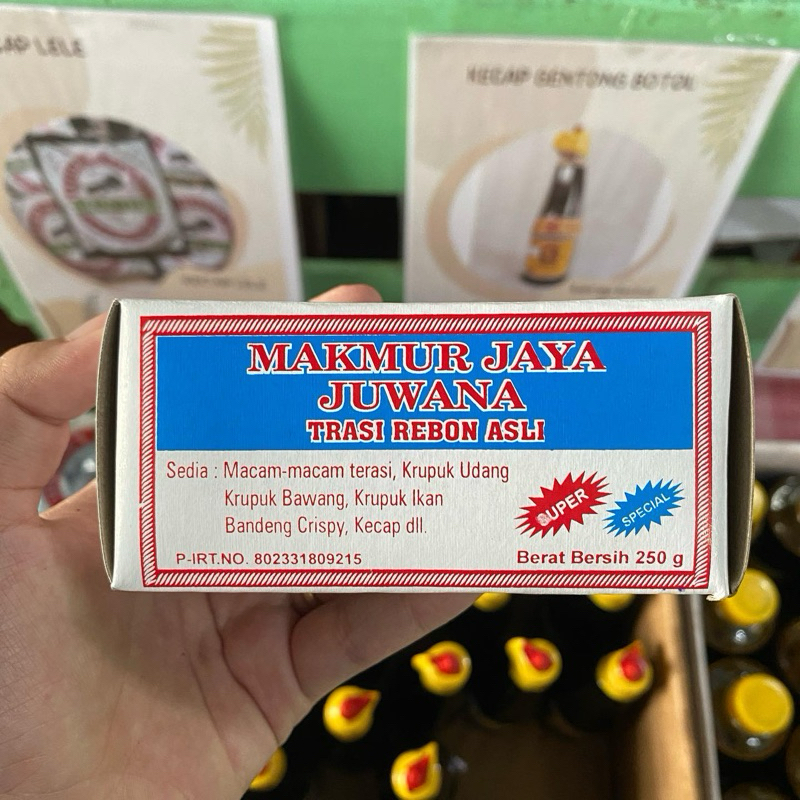 LELE
KECAP GENTONG BOTOL
MAKMUR JAYA
JUWANA
TRASI REBON ASLI
Sedia : Macam-macam terasi, Krupuk Udang
Krupuk Bawang, Krupuk Ikan
Bandeng Crispy, Kecap dll.
SUPER
SPECIAL
P-IRT.NO. 802331809215
Berat Bersih 250 g